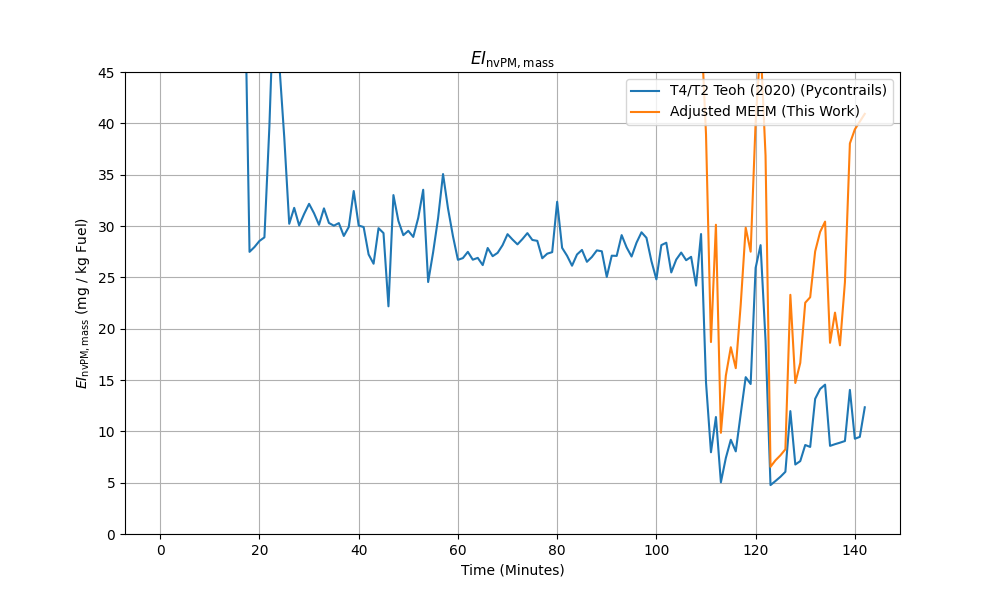 EI_nvPM, mass
T4/T2 Teoh (2020) (Pycontrails)
Adjusted MEEM (This Work)
EI_nvPM, mass (mg / kg Fuel)
45
40
35
30
25
20
15
10
5
0
0 20 40 60 80 100 120 140
Time (Minutes)